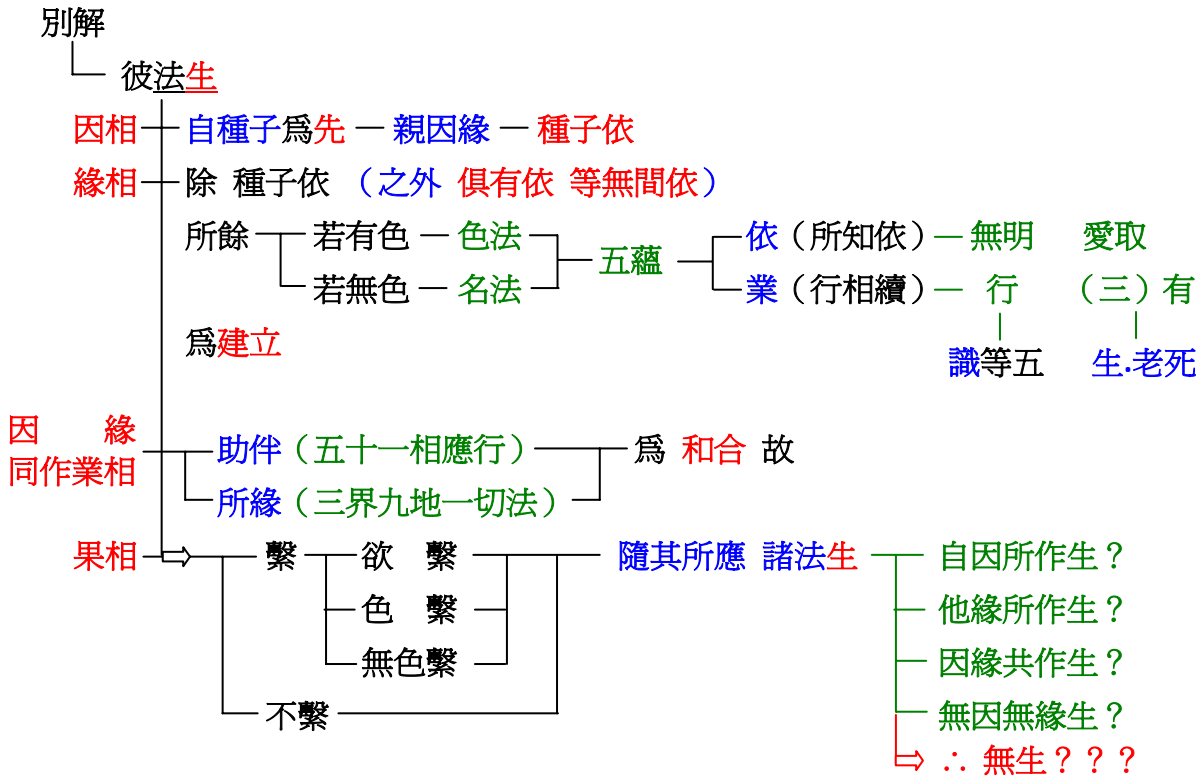 別解
彼法生
因相 自種子爲先 親因緣 種子依
緣相 除 種子依 （之外 俱有依 等無間依）
所餘 若有色 色法 五蘊 依（所知依） 無明 愛取
若無色 名法 業（行相續） 行 （三）有
爲建立 識等五 生.老死
因 緣
同作業相 助伴（五十一相應行） 爲 和合 故
所緣（三界九地一切法）
果相 繫 欲 繫 隨其所應 諸法生 自因所作生？
色 繫 他緣所作生？
無色繫 因緣共作生？
不繫 無因無緣生？
∴ 無生？？？